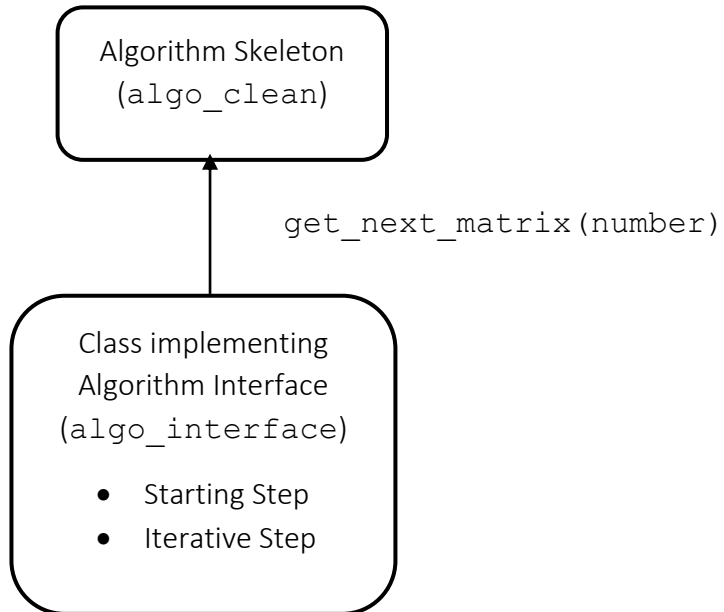 Algorithm Skeleton
(algo_clean)
get_next_matrix(number)
Class implementing
Algorithm Interface
(algo_interface)
• Starting Step
• Iterative Step